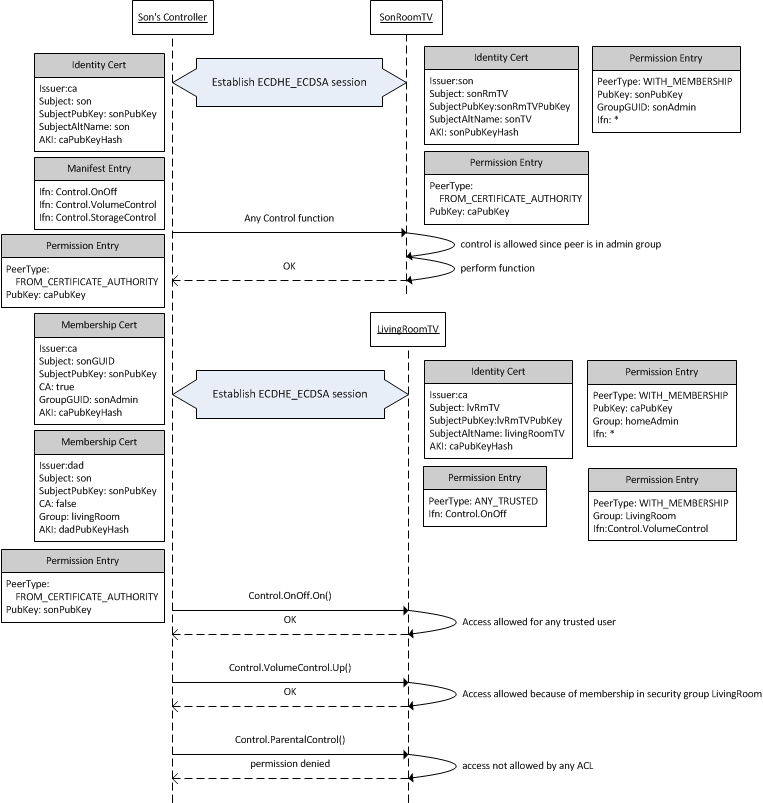 Son's Controller
SonRoomTV
Identity Cert
Issuer:ca
Subject: son
SubjectPubKey: sonPubKey
SubjectAltName: son
AKI: caPubKeyHash
Establish ECDHE_ECDSA session
Identity Cert
Issuer:son
Subject: sonRmTV
SubjectPubKey:sonRmTVPubKey
SubjectAltName: sonTV
AKI: sonPubKeyHash
Permission Entry
PeerType: WITH_MEMBERSHIP
PubKey: sonPubKey
GroupGUID: sonAdmin
Ifn: *
Manifest Entry
Ifn: Control.OnOff
Ifn: Control.VolumeControl
Ifn: Control.StorageControl
Permission Entry
PeerType:
FROM_CERTIFICATE_AUTHORITY
PubKey: caPubKey
Any Control function
control is allowed since peer is in admin group
Permission Entry
PeerType:
FROM_CERTIFICATE_AUTHORITY
PubKey: caPubKey
OK
perform function
Membership Cert
Issuer:ca
Subject: sonGUID
SubjectPubKey: sonPubKey
CA: true
GroupGUID: sonAdmin
AKI: caPubKeyHash
LivingRoomTV
Establish ECDHE_ECDSA session
Identity Cert
Issuer:ca
Subject: lvRmTV
SubjectPubKey:lvRmTVPubKey
SubjectAltName: livingRoomTV
AKI: caPubKeyHash
Permission Entry
PeerType: WITH_MEMBERSHIP
PubKey: caPubKey
Group: homeAdmin
Ifn: *
Membership Cert
Issuer:dad
Subject: son
SubjectPubKey: sonPubKey
CA: false
Group: livingRoom
AKI: dadPubKeyHash
Permission Entry
PeerType: ANY_TRUSTED
Ifn: Control.OnOff
Permission Entry
PeerType: WITH_MEMBERSHIP
Group: LivingRoom
Ifn:Control.VolumeControl
Permission Entry
PeerType:
FROM_CERTIFICATE_AUTHORITY
PubKey: sonPubKey
Control.OnOff.On()
OK
Access allowed for any trusted user
Control.VolumeControl.Up()
OK
Access allowed because of membership in security group LivingRoom
Control.ParentalControl()
permission denied
access not allowed by any ACL